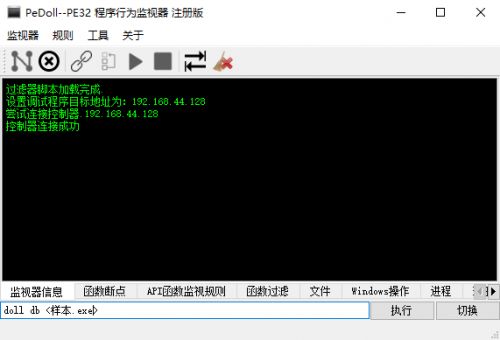 PeDoll--PE32 程序行为监视器 注册版
监视器 规则 工具 关于
过滤器脚本加载完成.
设置调试程序目标地址为: 192.168.44.128
尝试连接控制器 192.168.44.128
控制器连接成功
监视器信息 函数断点 API函数监视规则 函数过滤 文件 Windows操作 进程
doll db <样本.exe> 执行 切换